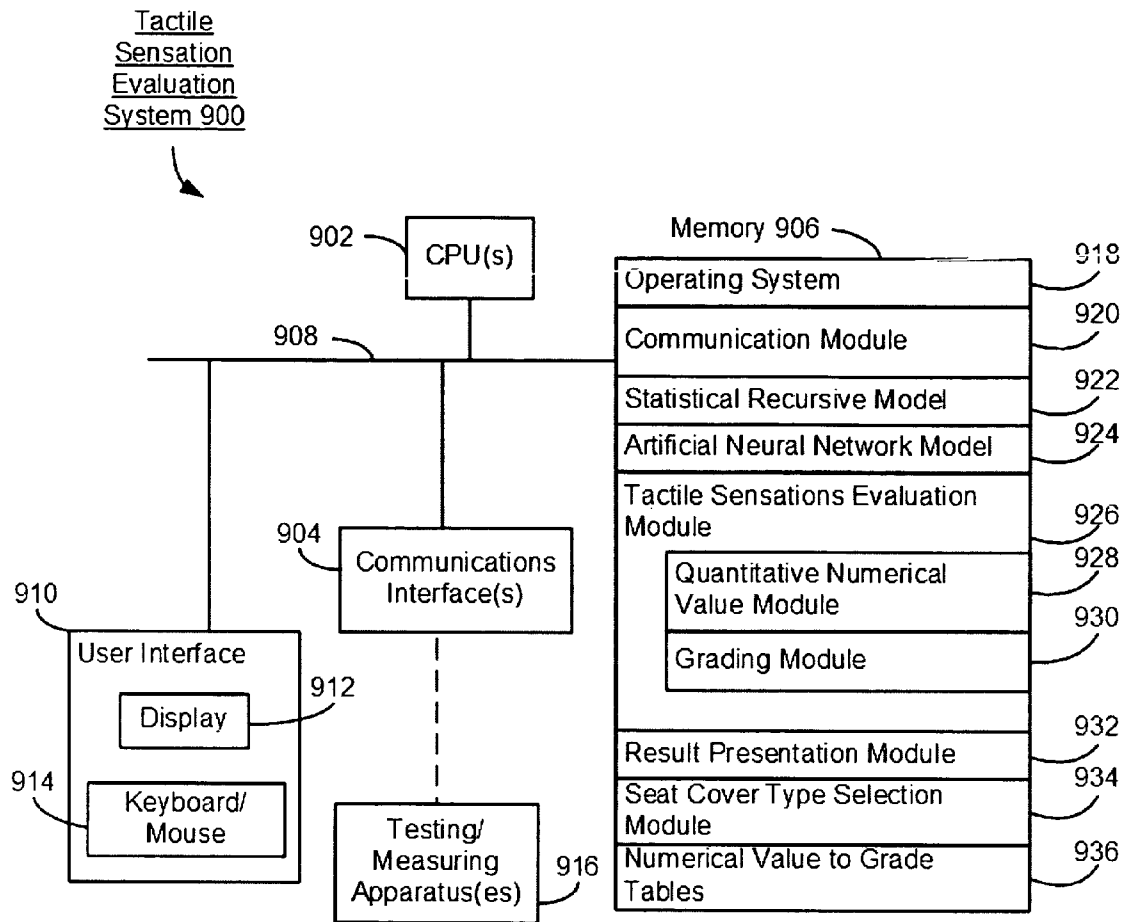 Tactile
Sensation
Evaluation
System 900
902
CPU(s)
Memory 906
918
Operating System
920
Communication Module
908
922
Statistical Recursive Model
924
Artificial Neural Network Model
Tactile Sensations Evaluation
Module
926
928
Quantitative Numerical
Value Module
930
Grading Module
904
Communications
Interface(s)
910
User Interface
912
Display
914
Keyboard/
Mouse
932
Result Presentation Module
934
Seat Cover Type Selection
Module
936
Numerical Value to Grade
Tables
Testing/
Measuring
Apparatus(es)
916